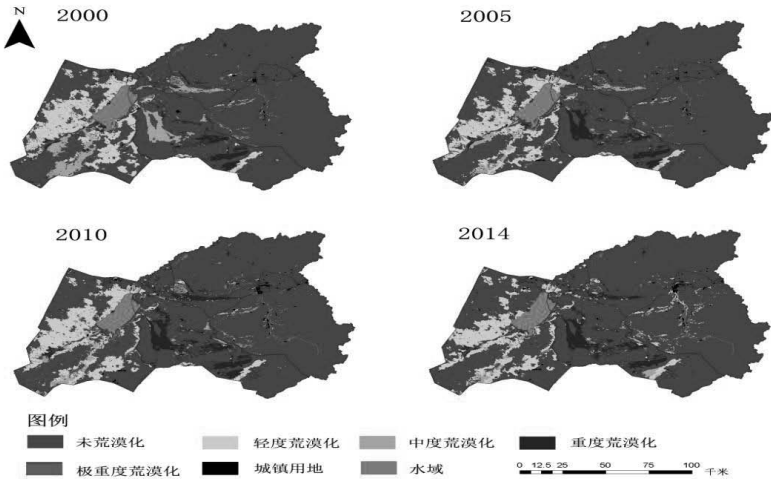 2000 2005
N
2010 2014
图例
未荒漠化 轻度荒漠化 中度荒漠化 重度荒漠化
极重度荒漠化 城镇用地 水域
0 12.5 25 50 75 100 千米